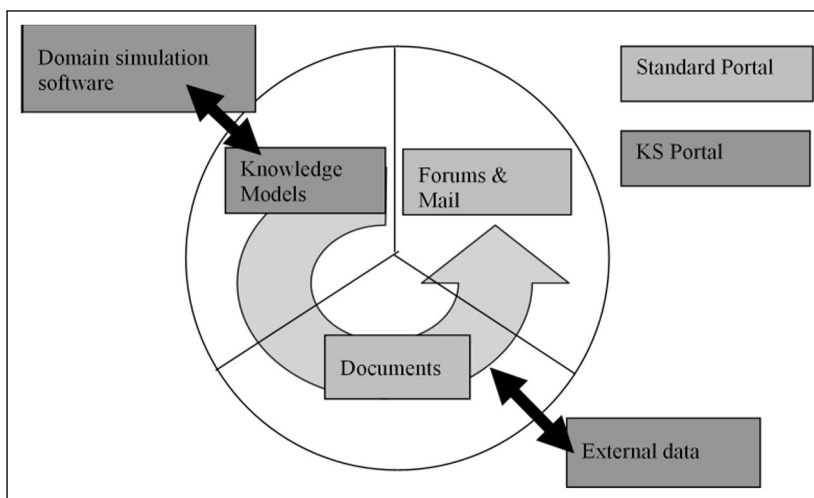 Domain simulation
software
Standard Portal
KS Portal
Knowledge
Models
Forums &
Mail
Documents
External data